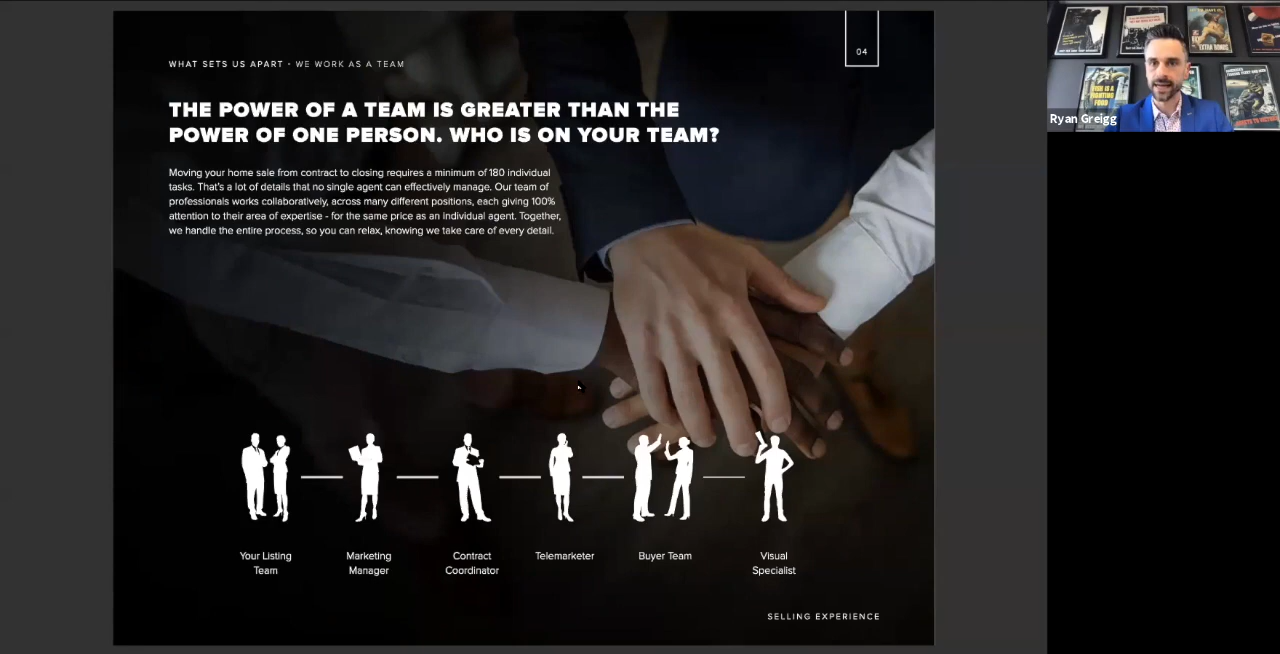 04
WHAT SETS US APART • WE WORK AS A TEAM
THE POWER OF A TEAM IS GREATER THAN THE
POWER OF ONE PERSON. WHO IS ON YOUR TEAM?
Moving your home sale from contract to closing requires a minimum of 180 individual
tasks. That's a lot of details that no single agent can effectively manage. Our team of
professionals works collaboratively, across many different positions, each giving 100%
attention to their area of expertise - for the same price as an individual agent. Together,
we handle the entire process, so you can relax, knowing we take care of every detail.
Your Listing
Team
Marketing
Manager
Contract
Coordinator
Telemarketer
Buyer Team
Visual
Specialist
SELLING EXPERIENCE
Ryan Greigg
FISH IS A
FIGHTING
FOOD